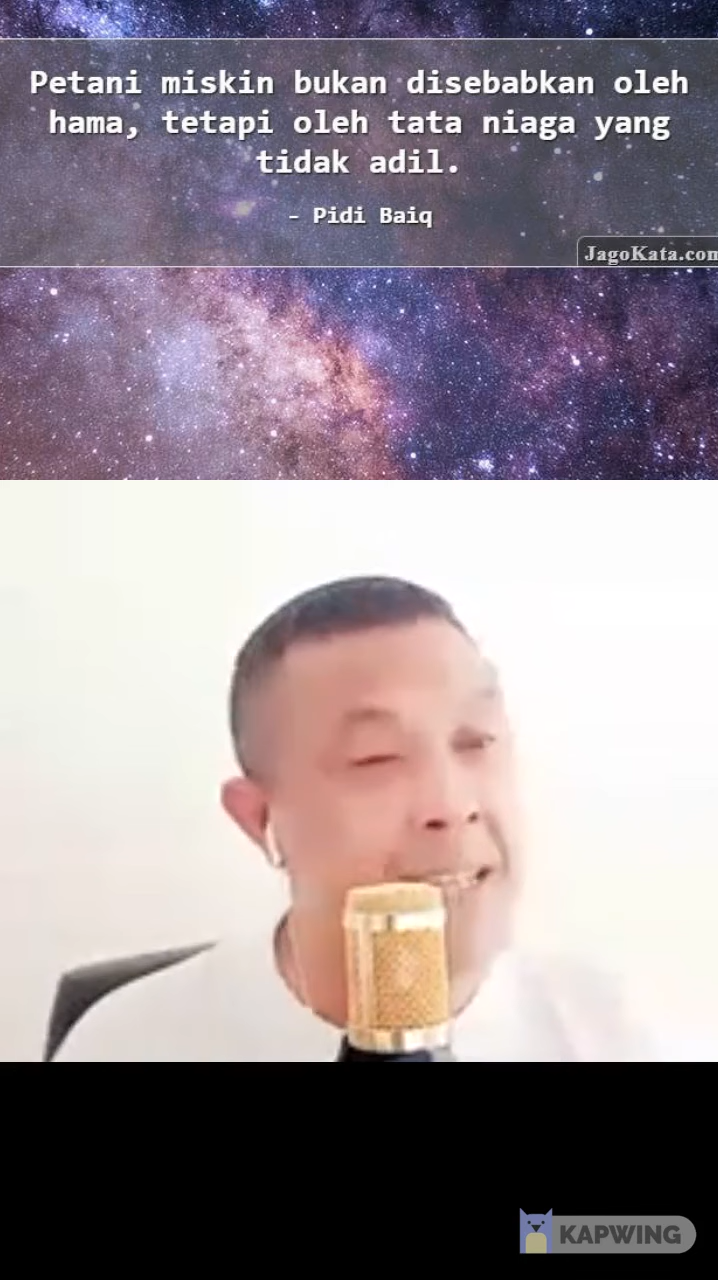 Petani miskin bukan disebabkan oleh
hama, tetapi oleh tata niaga yang
tidak adil.
- Pidi Baiq
JagoKata.com
KAPWING